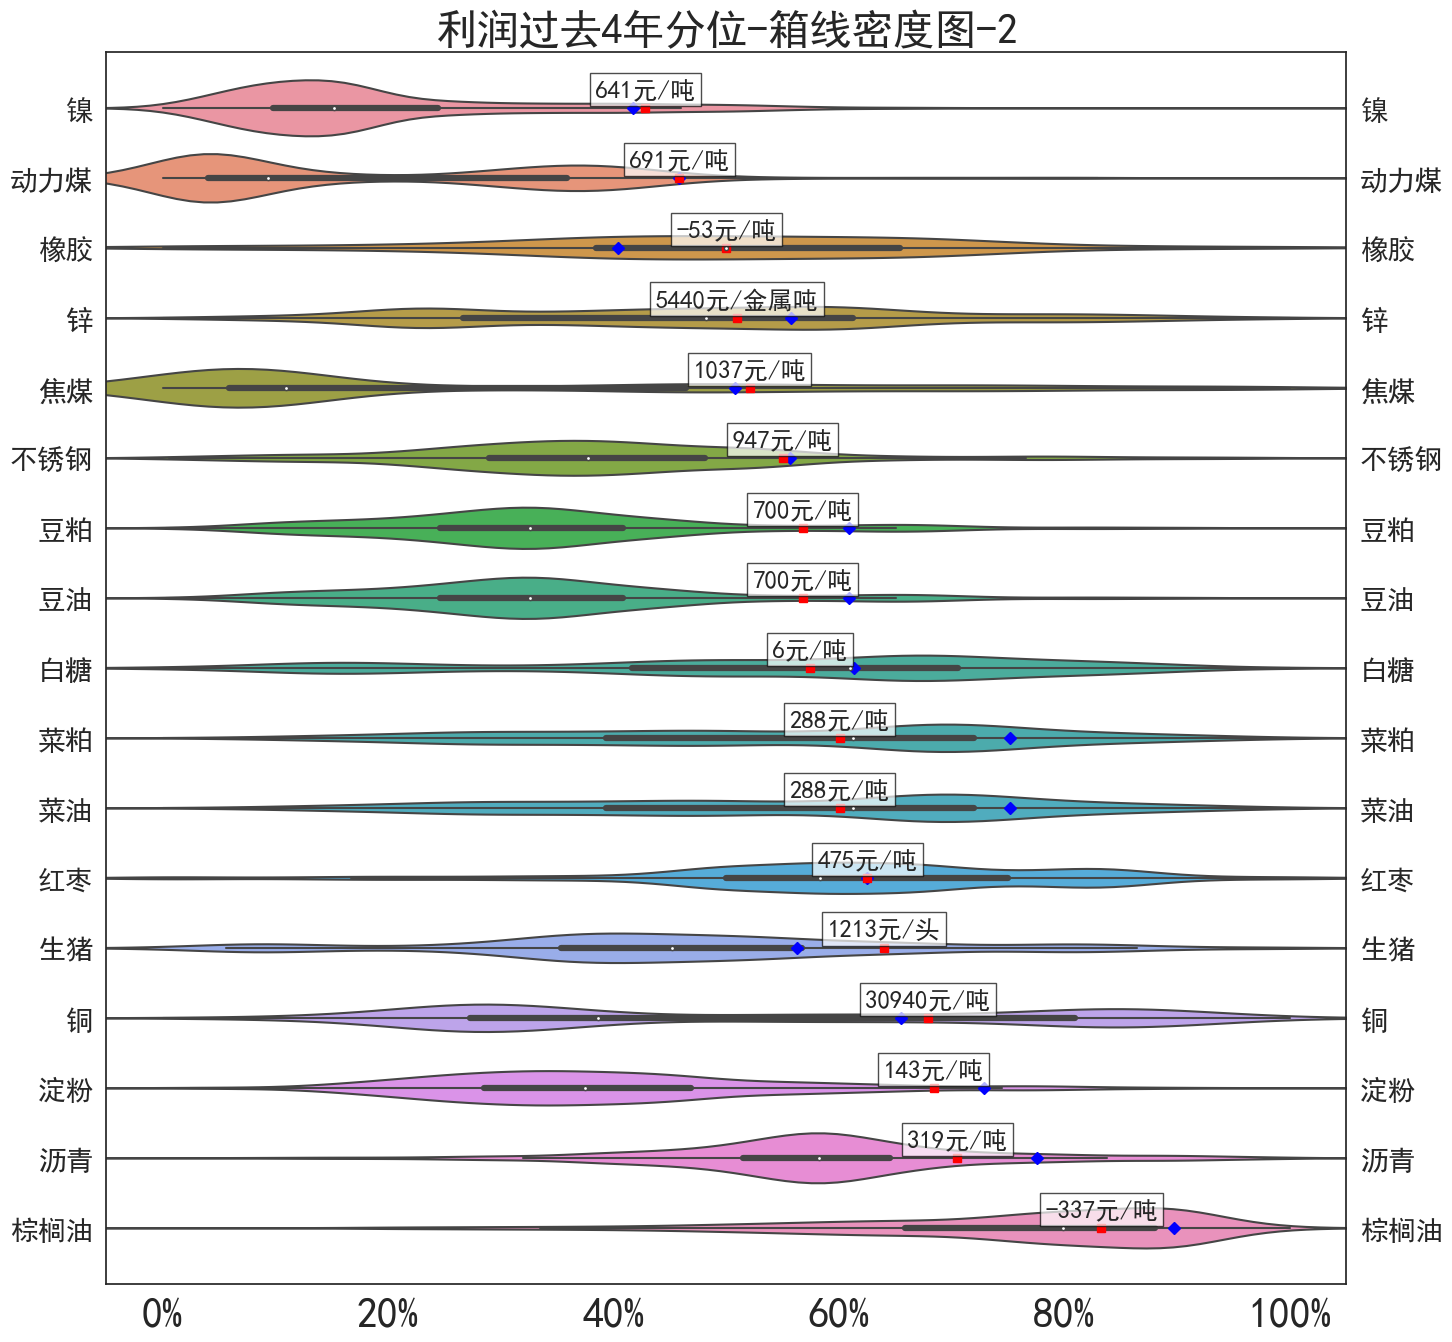 利润过去4年分位-箱线密度图-2
镍 641元/吨 镍
动力煤 691元/吨 动力煤
橡胶 -53元/吨 橡胶
锌 5440元/金属吨 锌
焦煤 1037元/吨 焦煤
不锈钢 947元/吨 不锈钢
豆粕 700元/吨 豆粕
豆油 700元/吨 豆油
白糖 6元/吨 白糖
菜粕 288元/吨 菜粕
菜油 288元/吨 菜油
红枣 475元/吨 红枣
生猪 1213元/头 生猪
铜 30940元/吨 铜
淀粉 143元/吨 淀粉
沥青 319元/吨 沥青
棕榈油 -337元/吨 棕榈油
0% 20% 40% 60% 80% 100%